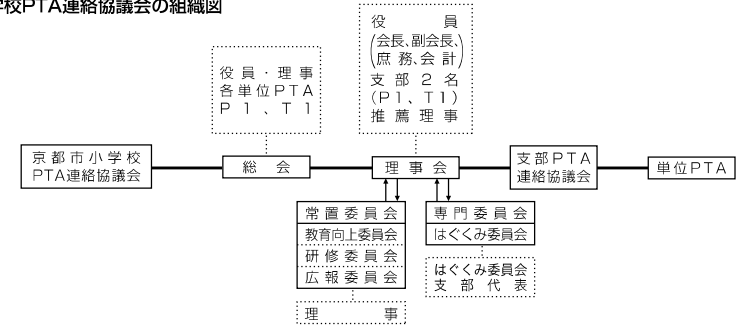 学校PTA連絡協議会の組織図
役員
(会長、副会長、
庶務、会計)
支部2名
(P1、T1)
推薦理事
役員・理事
各単位PTA
P1、T1
京都市小学校
PTA連絡協議会
総会
理事会
支部PTA
連絡協議会
単位PTA
常置委員会
教育向上委員会
研修委員会
広報委員会
理事
専門委員会
はぐくみ委員会
はぐくみ委員会
支部代表